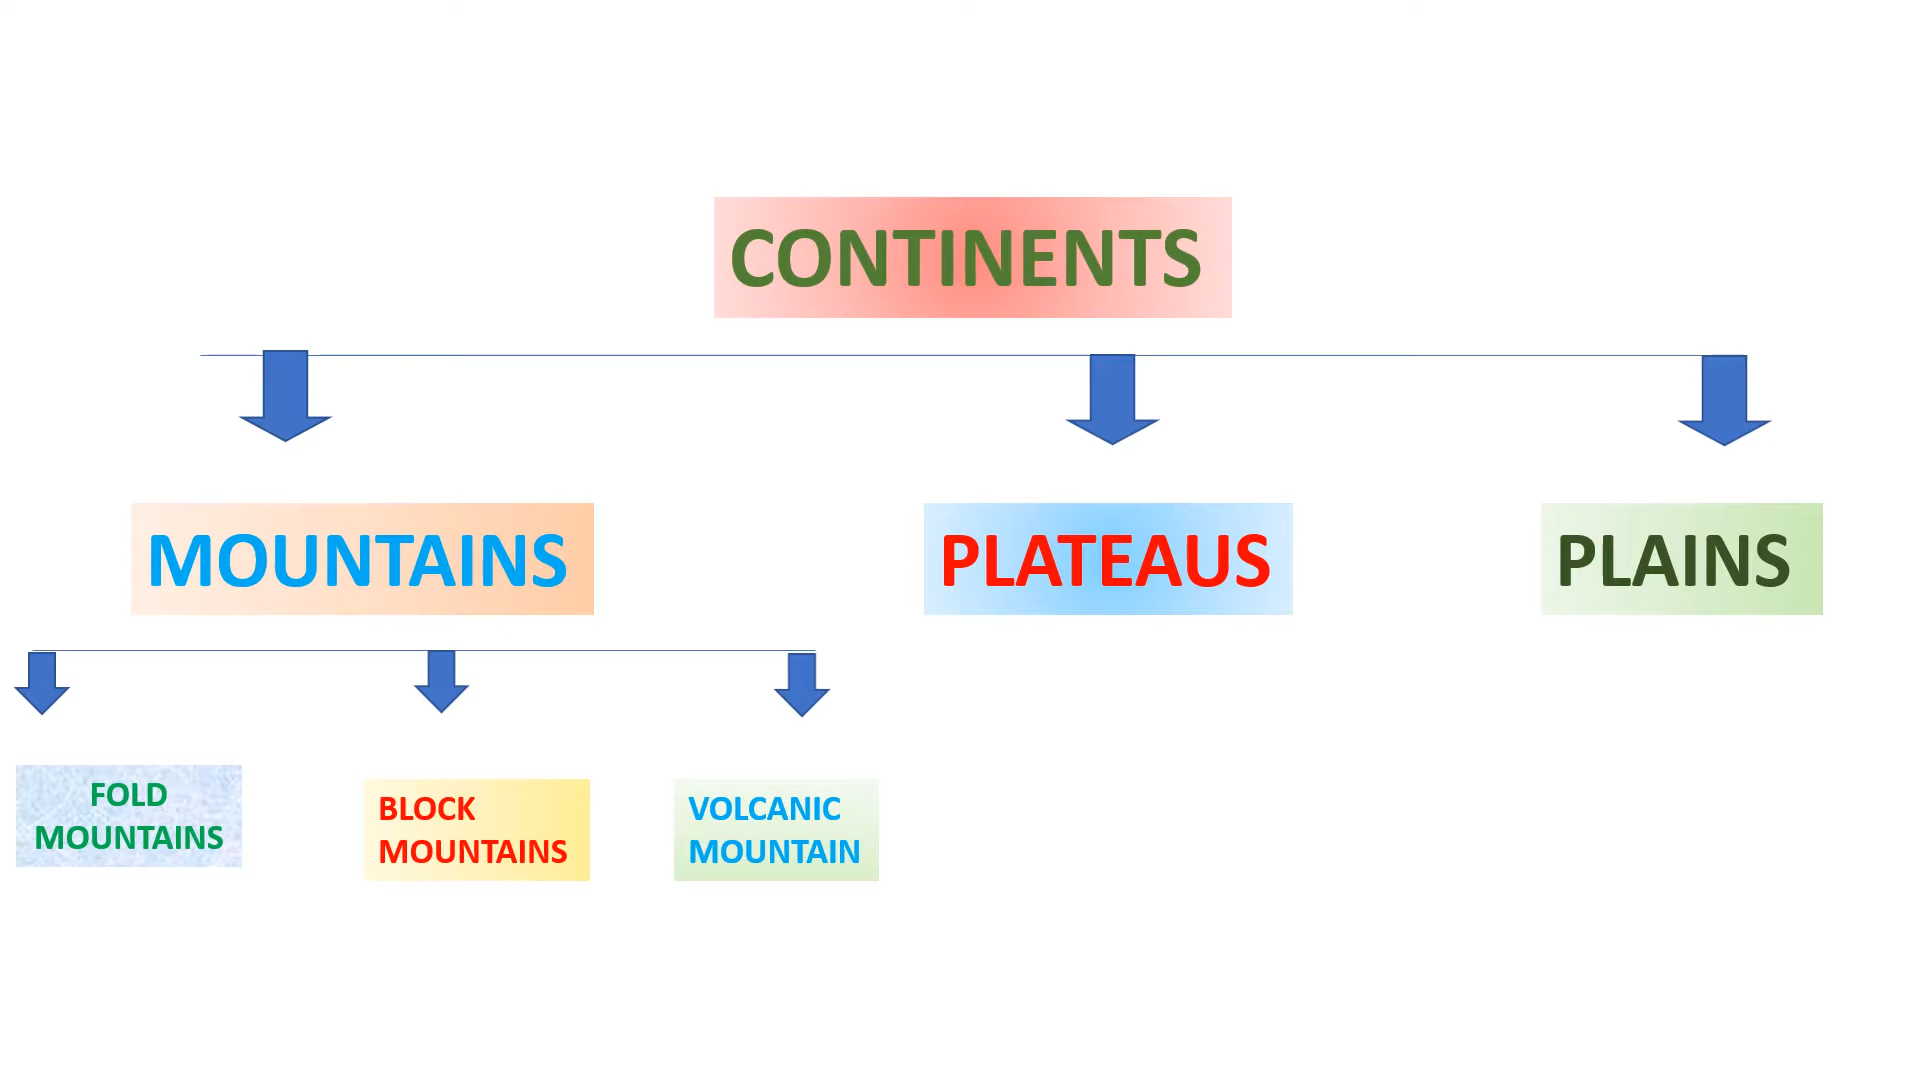 CONTINENTS
MOUNTAINS
PLATEAUS
PLAINS
FOLD
MOUNTAINS
BLOCK
MOUNTAINS
VOLCANIC
MOUNTAIN